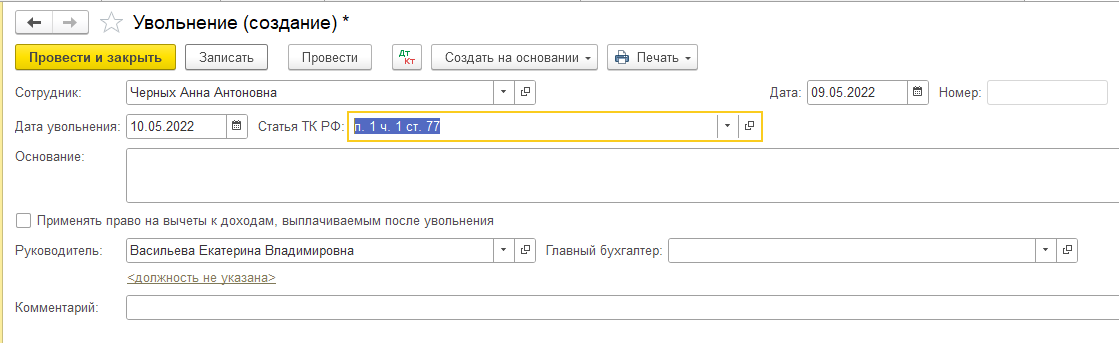 Увольнение (создание) *
Провести и закрыть Записать Провести Дт Кт Создать на основании Печать
Сотрудник: Черных Анна Антоновна Дата: 09.05.2022 Номер:
Дата увольнения: 10.05.2022 Статья ТК РФ: п. 1 ч. 1 ст. 77
Основание:
Применять право на вычеты к доходам, выплачиваемым после увольнения
Руководитель: Васильева Екатерина Владимировна Главный бухгалтер:
<должность не указана>
Комментарий: